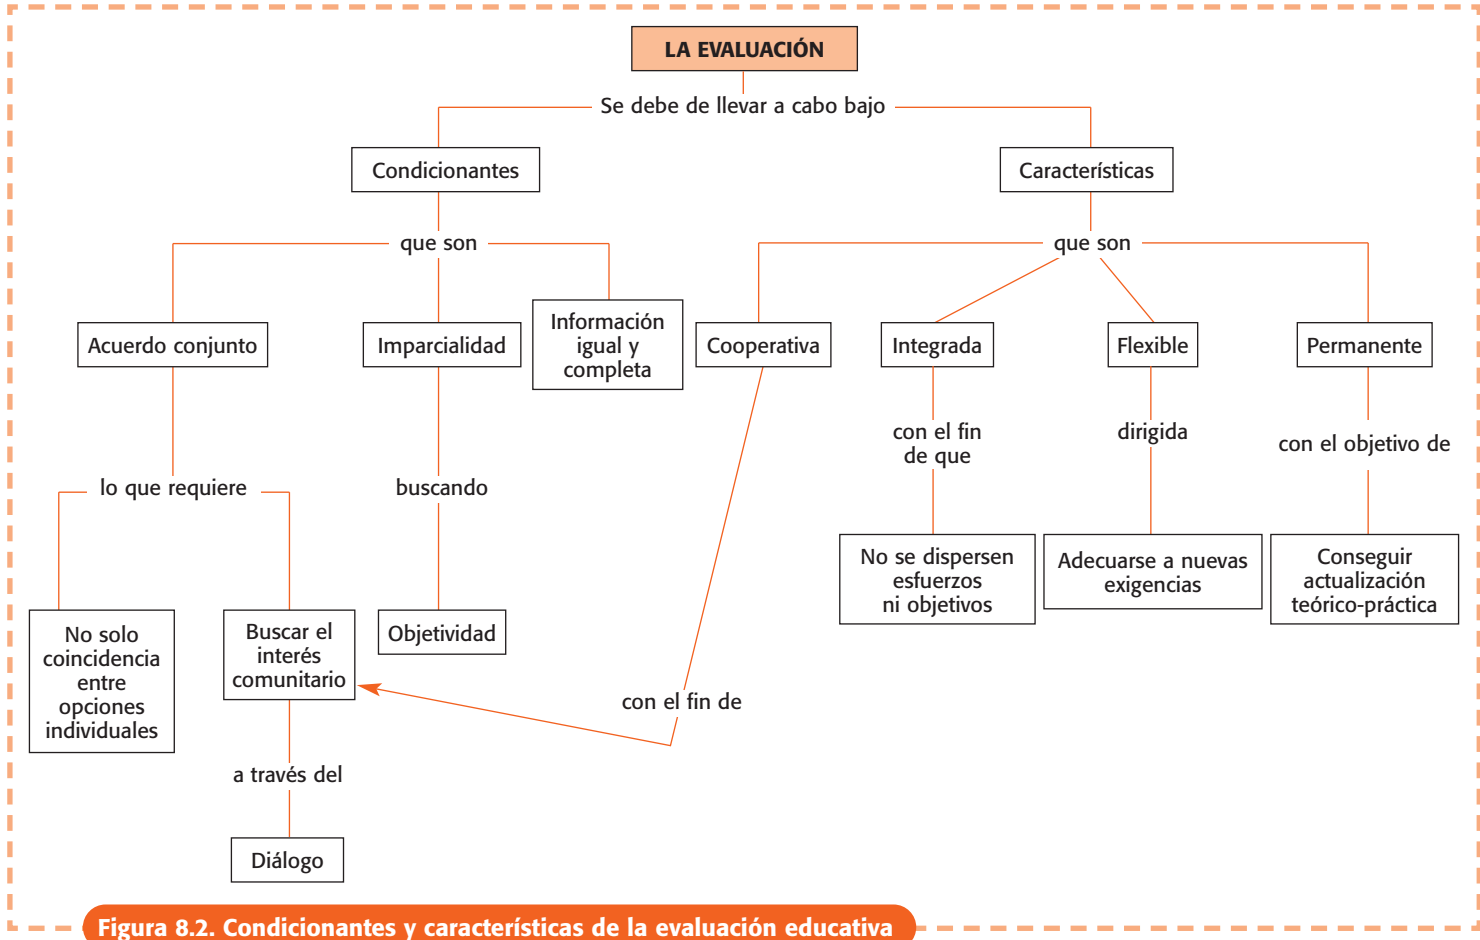 LA EVALUACIÓN
Se debe de llevar a cabo bajo
Condicionantes
Características
que son
que son
Acuerdo conjunto
Imparcialidad
Información
igual y
completa
Cooperativa
Integrada
Flexible
Permanente
con el fin
de que
dirigida
con el objetivo de
lo que requiere
buscando
No se dispersen
esfuerzos
ni objetivos
Adecuarse a nuevas
exigencias
Conseguir
actualización
teórico-práctica
No solo
coincidencia
entre
opciones
individuales
Buscar el
interés
comunitario
Objetividad
con el fin de
a través del
Diálogo
Figura 8.2. Condicionantes y características de la evaluación educativa